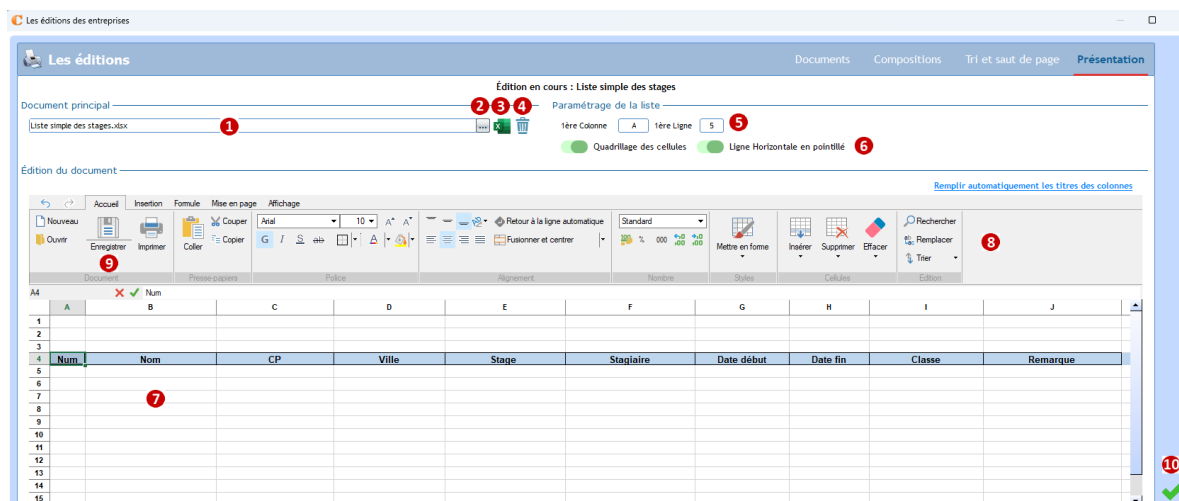 Les éditions des entreprises
Les éditions Documents Compositions Tri et saut de page Présentation
Édition en cours : Liste simple des stages
Document principal 2 3 4 Paramétrage de la liste
Liste simple des stages.xlsx 1 ... 1ère Colonne A 1ère Ligne 5 5
Quadrillage des cellules Ligne Horizontale en pointillé 6
Édition du document
Remplir automatiquement les titres des colonnes
Accueil Insertion Formule Mise en page Affichage
Nouveau Couper Arial 10 A A Retour à la ligne automatique Standard Rechercher
Ouvrir Enregistrer Imprimer Coller Copier G I S ab A Fusionner et centrer % 000 Mettre en forme Insérer Supprimer Effacer Remplacer 8
9 Trier
Document Presse-papiers Police Alignement Nombre Styles Cellules Edition
A4 Num
A B C D E F G H I J
1
2
3
4 Num Nom CP Ville Stage Stagiaire Date début Date fin Classe Remarque
5
6
7 7
8
9
10
11
12
13 10
14
15